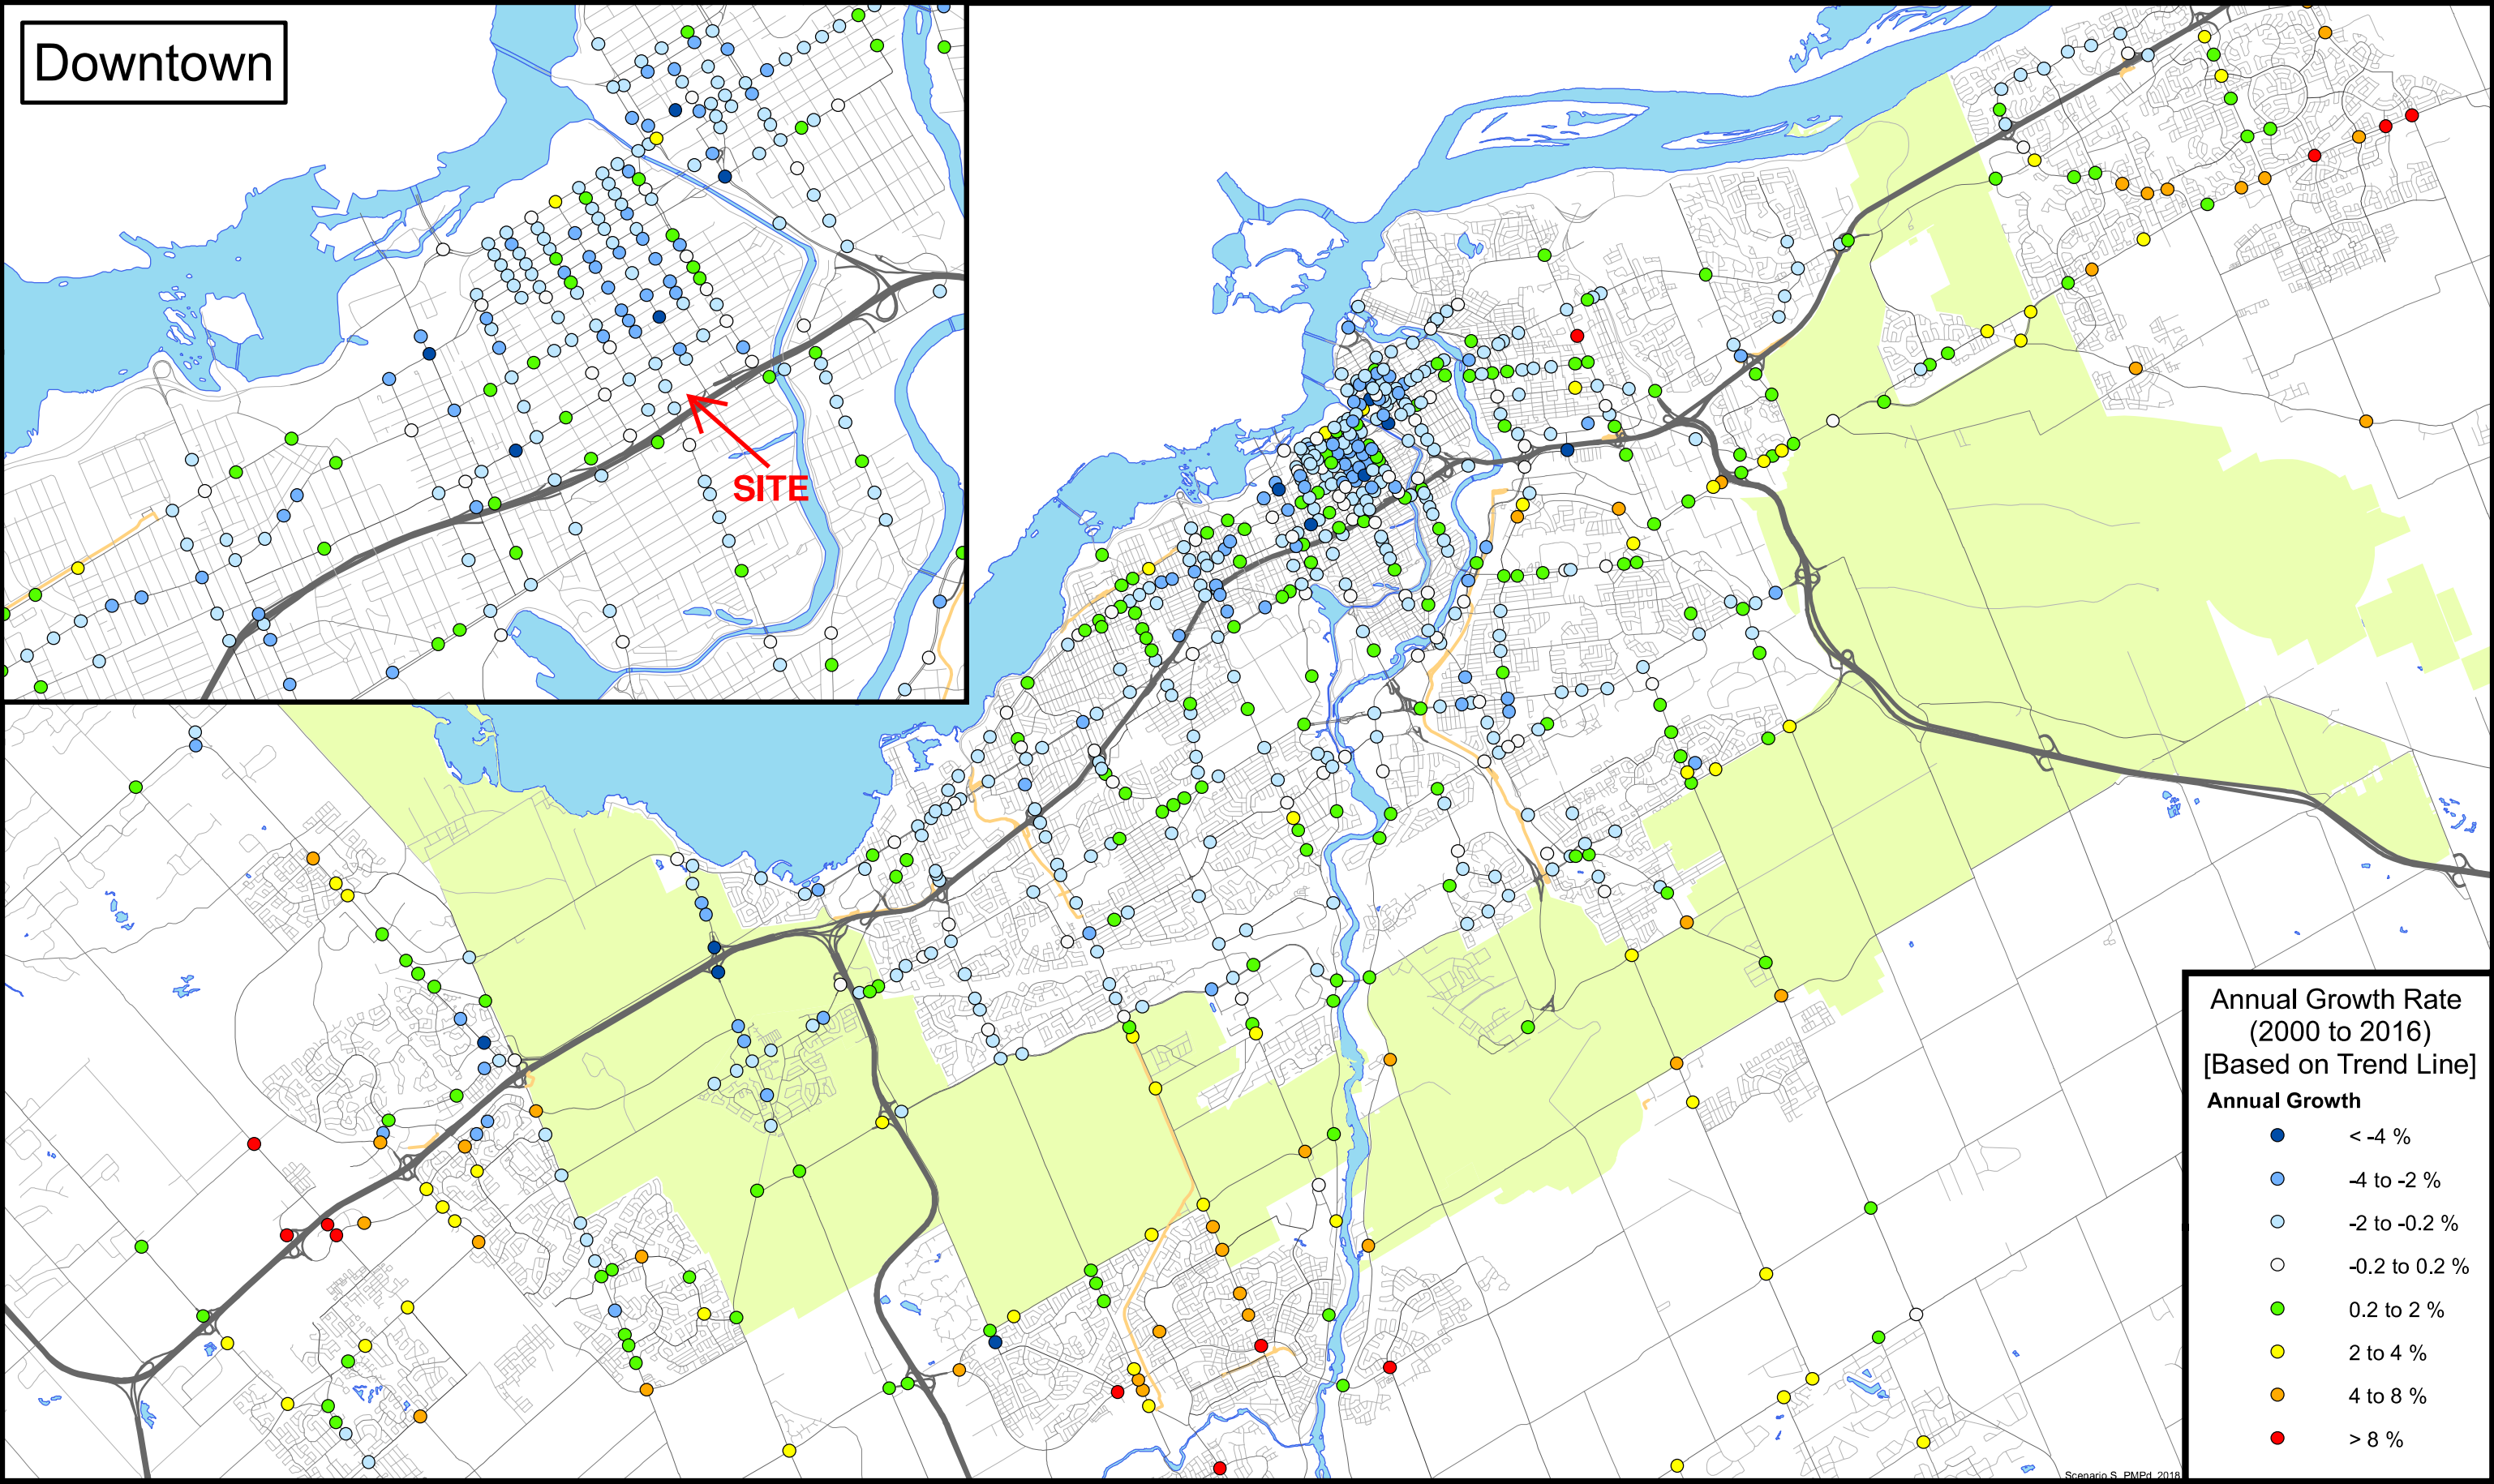 Downtown
SITE
Annual Growth Rate
(2000 to 2016)
[Based on Trend Line]
Annual Growth
< -4 %
-4 to -2 %
-2 to -0.2 %
-0.2 to 0.2 %
0.2 to 2 %
2 to 4 %
4 to 8 %
> 8 %
Scenario S_PMPd_2018